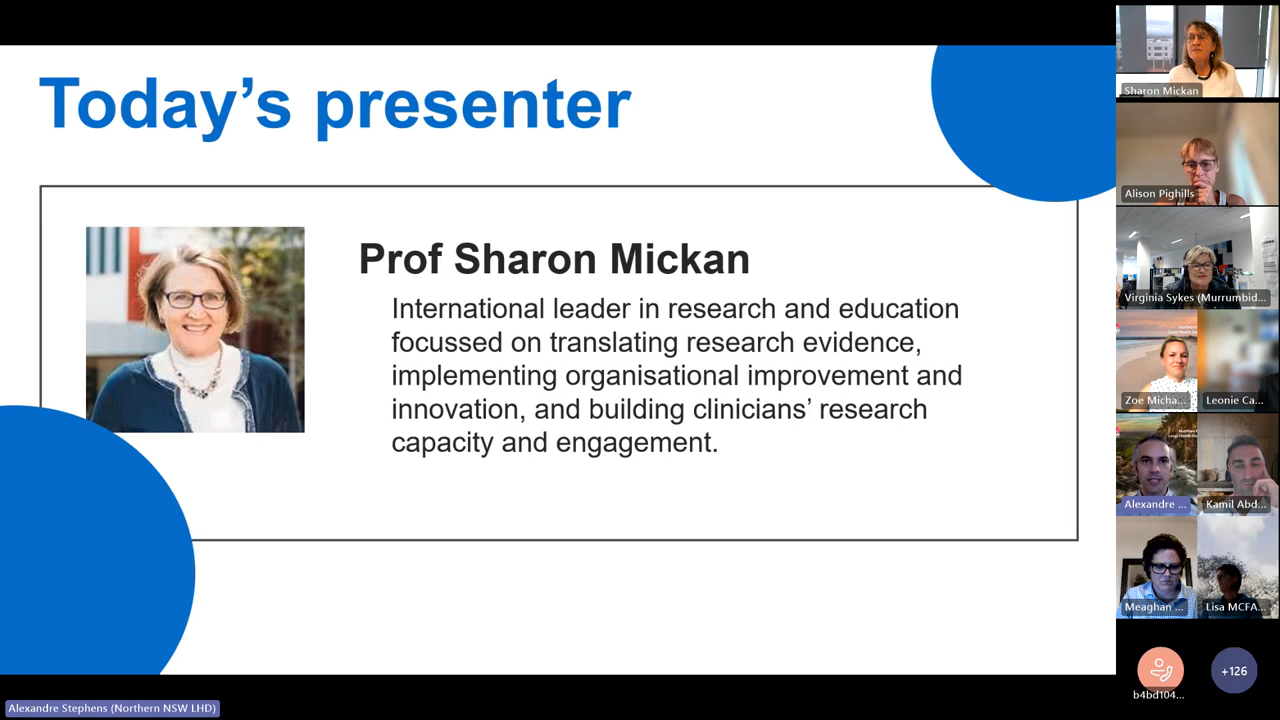 Today’s presenter
Prof Sharon Mickan
International leader in research and education
focussed on translating research evidence,
implementing organisational improvement and
innovation, and building clinicians’ research
capacity and engagement.
Sharon Mickan
Alison Pighills
Virginia Sykes (Murrumbid...
Zoe Micha...
Leonie Ca...
Alexandre ...
Kamil Abd...
Meaghan ...
Lisa MCFA...
b4bd104...
+126
Alexandre Stephens (Northern NSW LHD)